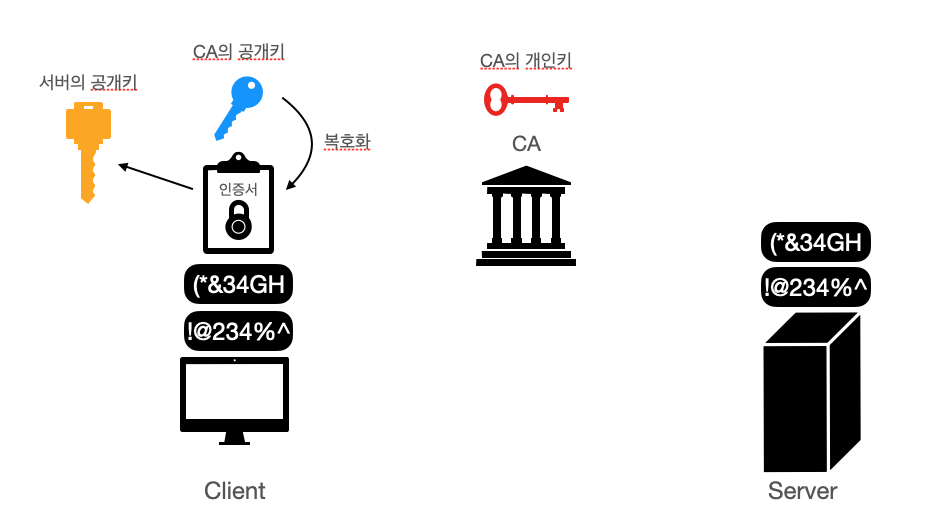 CA의 공개키
서버의 공개키
복호화
인증서
(*&34GH
!@234%^
Client
CA의 개인키
CA
(*&34GH
!@234%^
Server